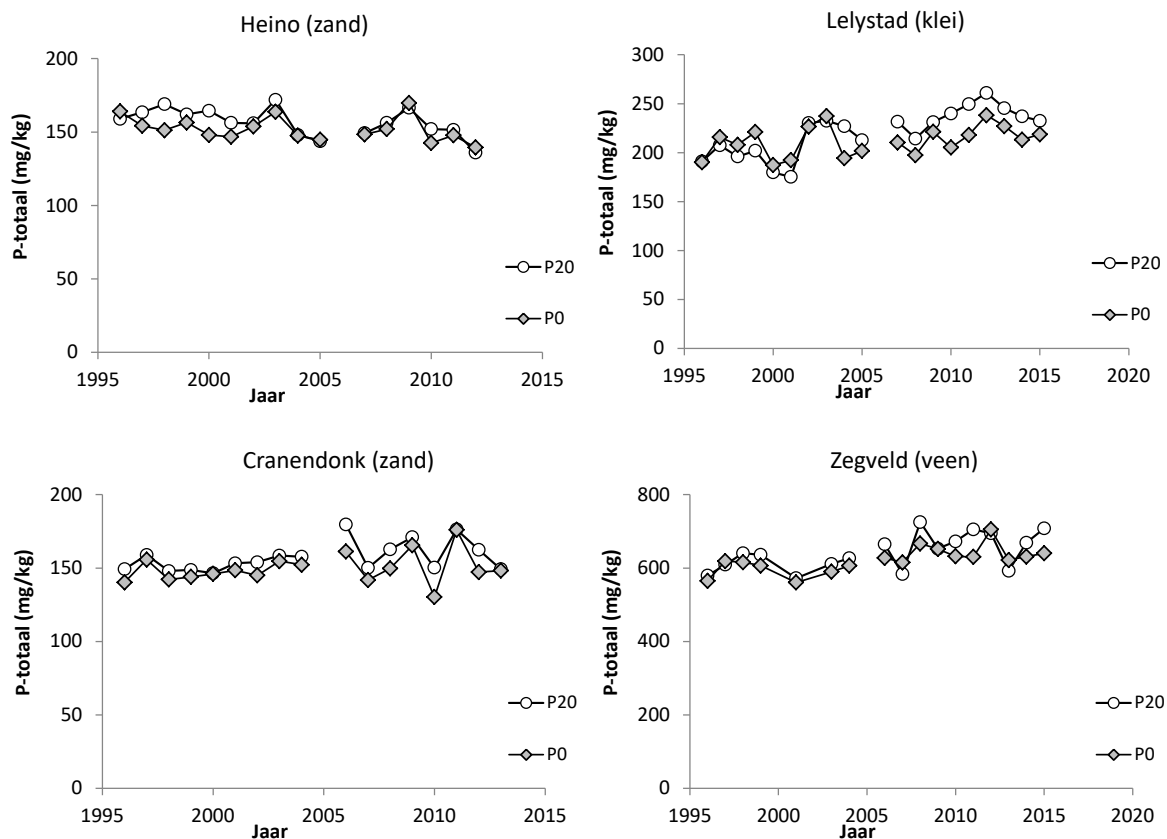 Heino (zand)
P-totaal (mg/kg)
200
150
100
50
0
1995 2000 2005 2010 2015
Jaar
P20
P0
Lelystad (klei)
P-totaal (mg/kg)
300
250
200
150
100
50
0
1995 2000 2005 2010 2015 2020
Jaar
P20
P0
Cranendonk (zand)
P-totaal (mg/kg)
200
150
100
50
0
1995 2000 2005 2010 2015
Jaar
P20
P0
Zegveld (veen)
P-totaal (mg/kg)
800
600
400
200
0
1995 2000 2005 2010 2015 2020
Jaar
P20
P0